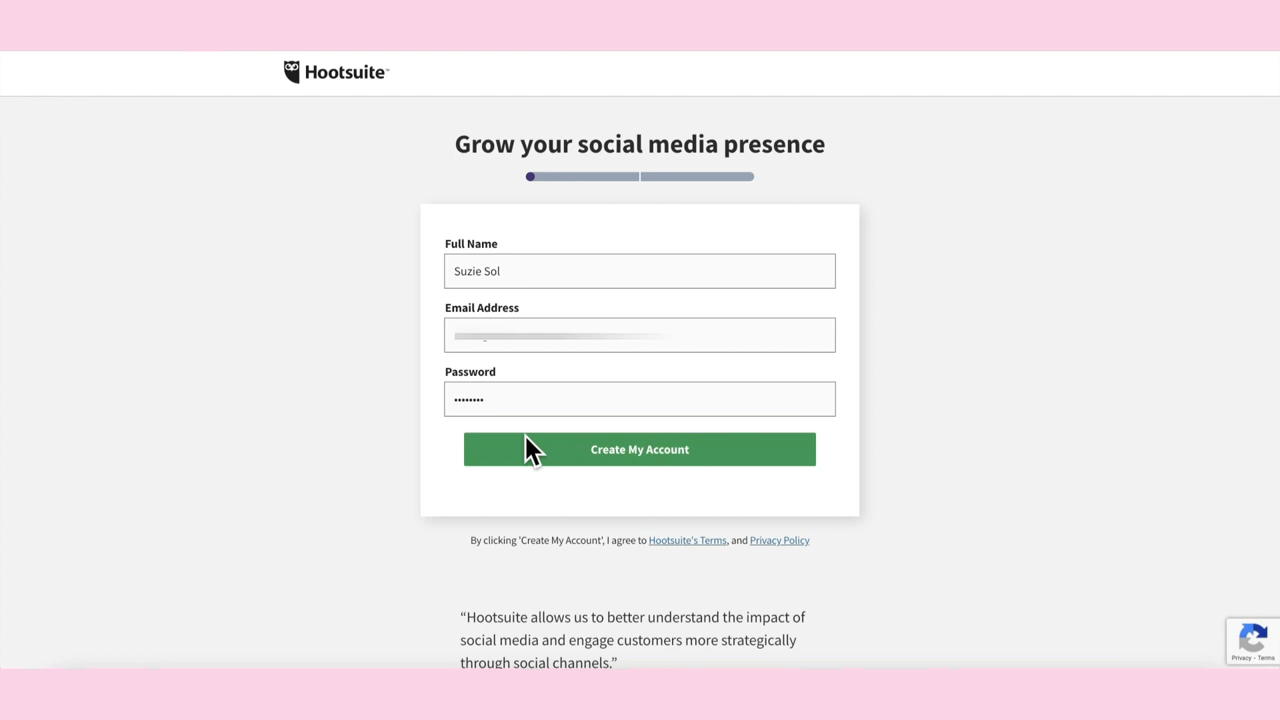 Hootsuite™
Grow your social media presence
Full Name
Suzie Sol
Email Address
Password
••••••••
Create My Account
By clicking 'Create My Account', I agree to Hootsuite's Terms, and Privacy Policy
“Hootsuite allows us to better understand the impact of
social media and engage customers more strategically
through social channels.”
Privacy - Terms